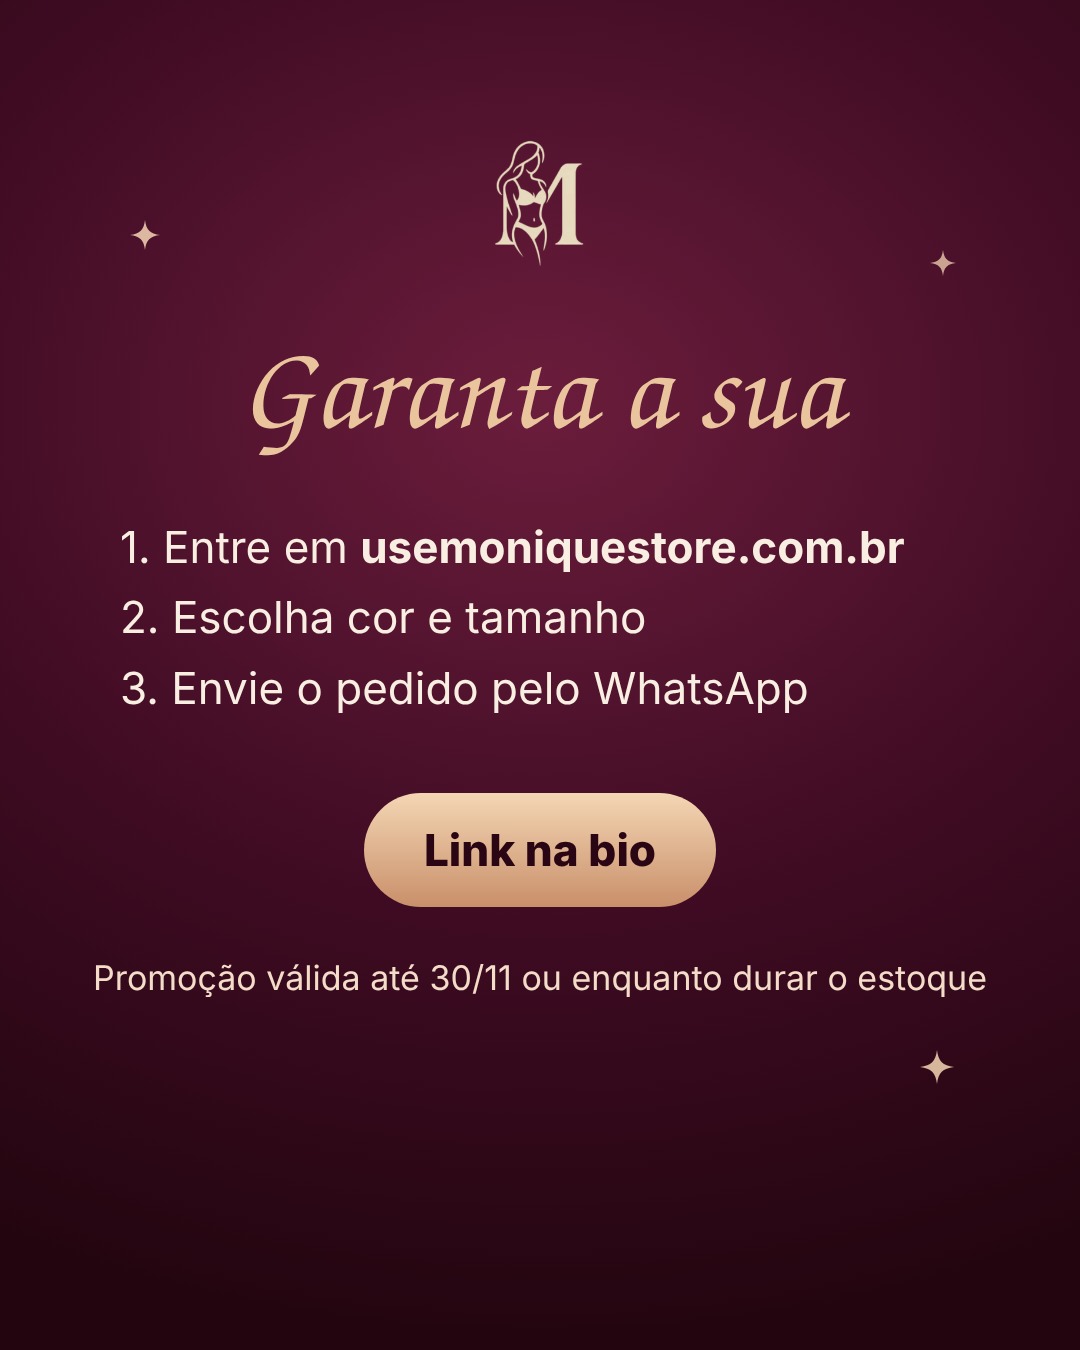 M
Garanta a sua
1. Entre em usemoniquestore.com.br
2. Escolha cor e tamanho
3. Envie o pedido pelo WhatsApp
Link na bio
Promoção válida até 30/11 ou enquanto durar o estoque